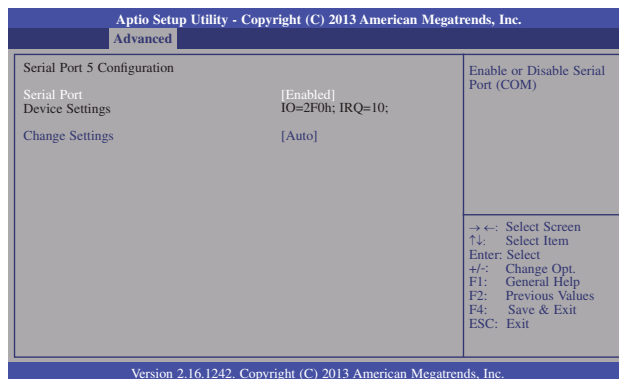 Aptio Setup Utility - Copyright (C) 2013 American Megatrends, Inc.
Advanced
Serial Port 5 Configuration
Serial Port [Enabled]
Device Settings IO=2F0h; IRQ=10;
Change Settings [Auto]
Enable or Disable Serial
Port (COM)
→←: Select Screen
↑↓: Select Item
Enter: Select
+/-: Change Opt.
F1: General Help
F2: Previous Values
F4: Save & Exit
ESC: Exit
Version 2.16.1242. Copyright (C) 2013 American Megatrends, Inc.